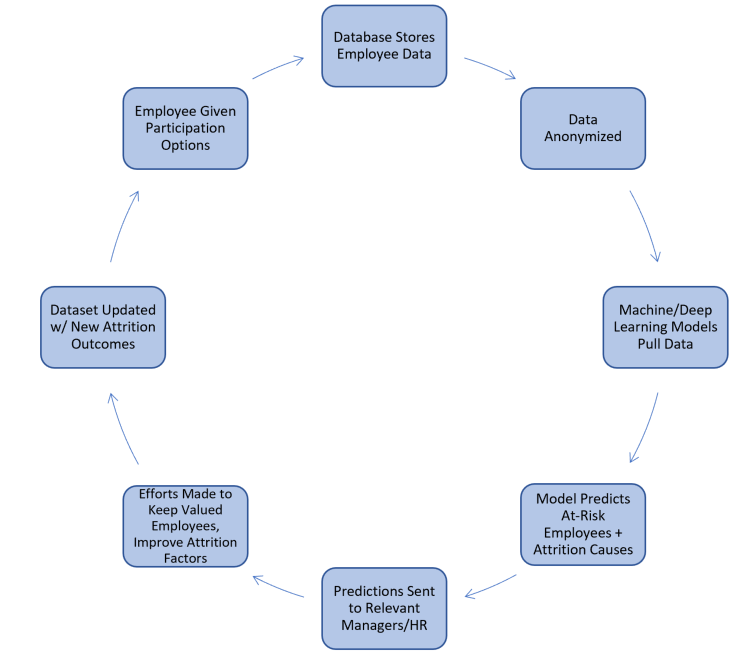 Database Stores
Employee Data
Data
Anonymized
Machine/Deep
Learning Models
Pull Data
Model Predicts
At-Risk
Employees +
Attrition Causes
Predictions Sent
to Relevant
Managers/HR
Efforts Made to
Keep Valued
Employees,
Improve Attrition
Factors
Dataset Updated
w/ New Attrition
Outcomes
Employee Given
Participation
Options